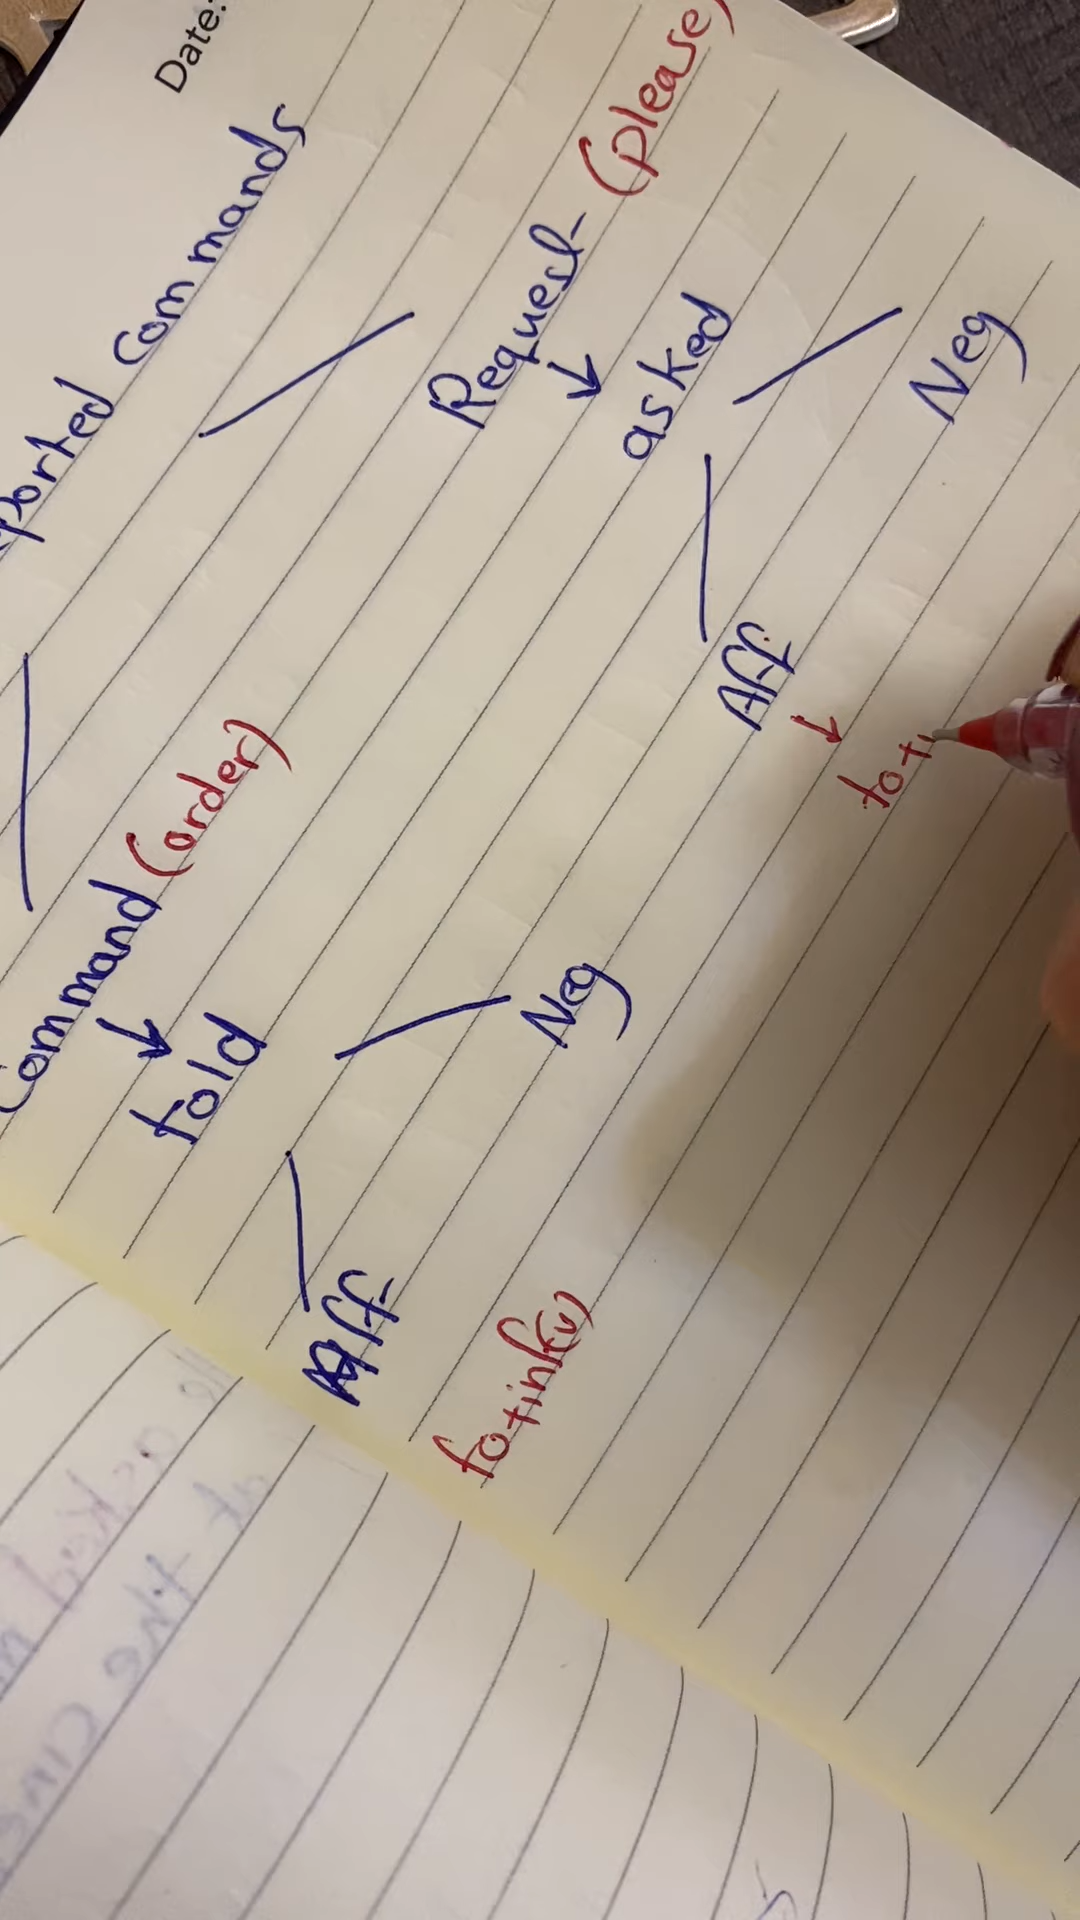 Date:
ported Commands
Command (order)
Request (please)
told
asked
Aff
Neg
Aff
Neg
to+inf(v)
to+i